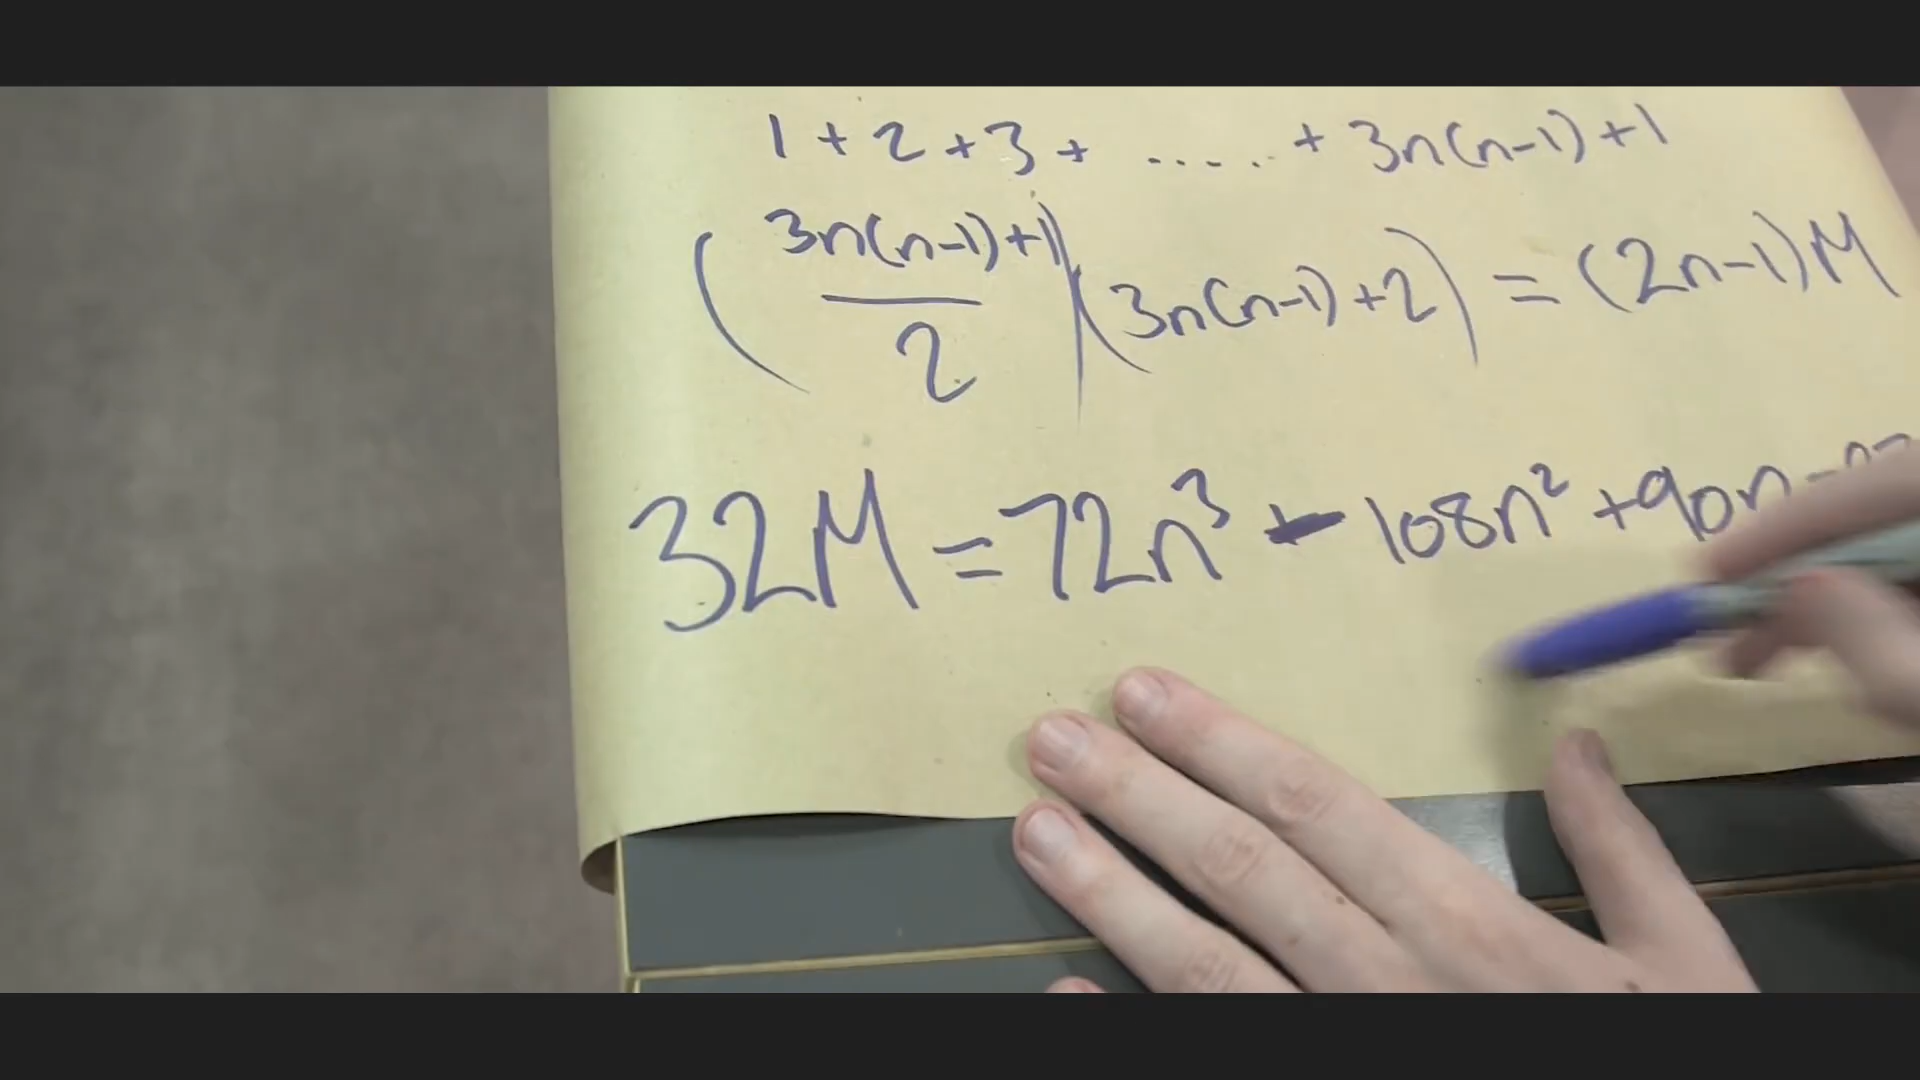 1 + 2 + 3 + ..... + 3n(n-1)+1
(3n(n-1)+1)/2 (3n(n-1)+2) = (2n-1)M
32M = 72n³ - 108n² + 90n -